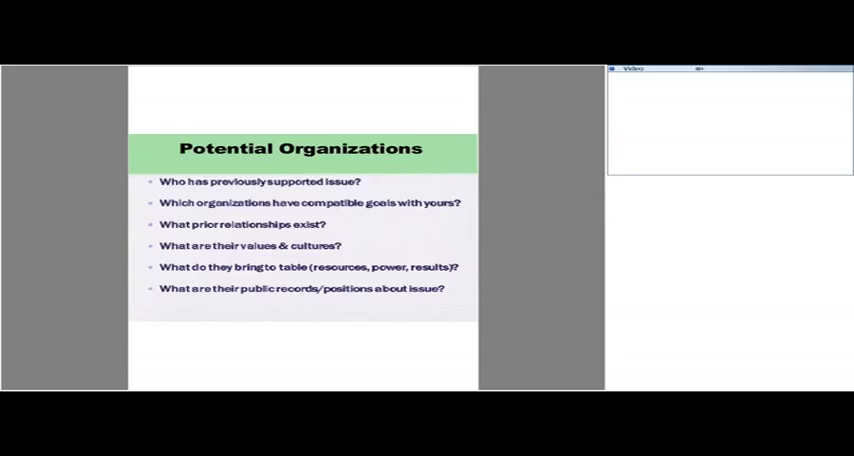 Video
Potential Organizations
Who has previously supported issue?
Which organizations have compatible goals with yours?
What prior relationships exist?
What are their values & cultures?
What do they bring to table (resources, power, results)?
What are their public records/positions about issue?